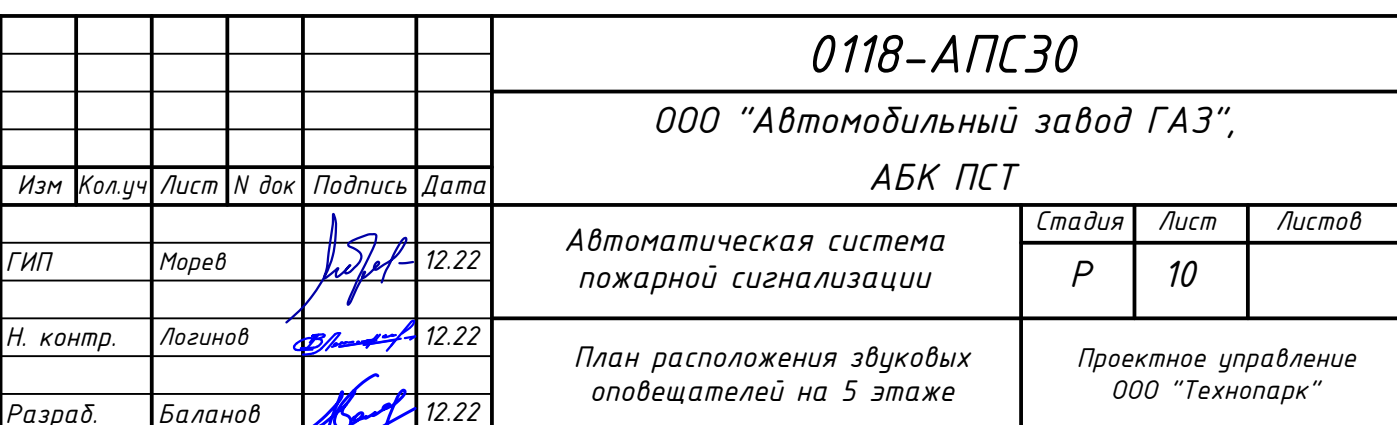 0118-АПС30
ООО "Автомобильный завод ГАЗ",
АБК ПСТ
Изм Кол.уч Лист N док Подпись Дата
Автоматическая система
пожарной сигнализации
Стадия Лист Листов
Р 10
ГИП Морев 12.22
Н. контр. Логинов 12.22
План расположения звуковых
оповещателей на 5 этаже
Проектное управление
ООО "Технопарк"
Разраб. Баланов 12.22